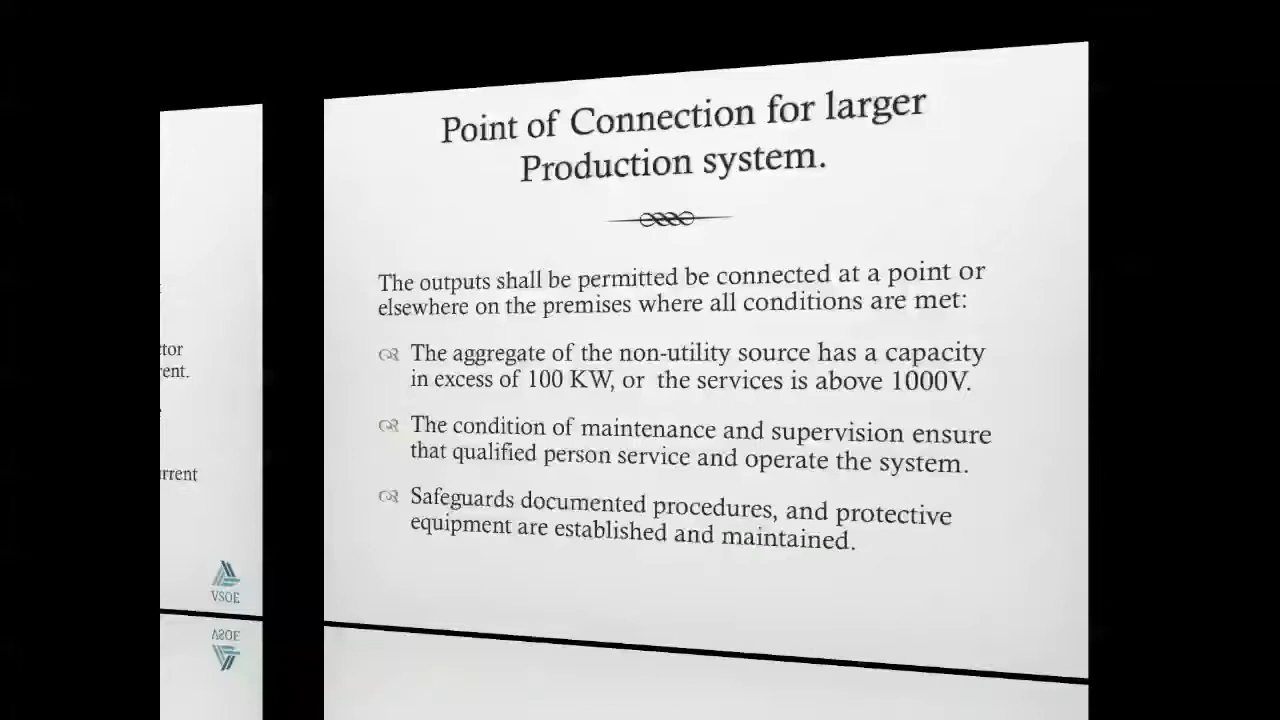 Point of Connection for larger
Production system.
The outputs shall be permitted be connected at a point or
elsewhere on the premises where all conditions are met:
The aggregate of the non-utility source has a capacity
in excess of 100 KW, or the services is above 1000V.
The condition of maintenance and supervision ensure
that qualified person service and operate the system.
Safeguards documented procedures, and protective
equipment are established and maintained.
VSOE